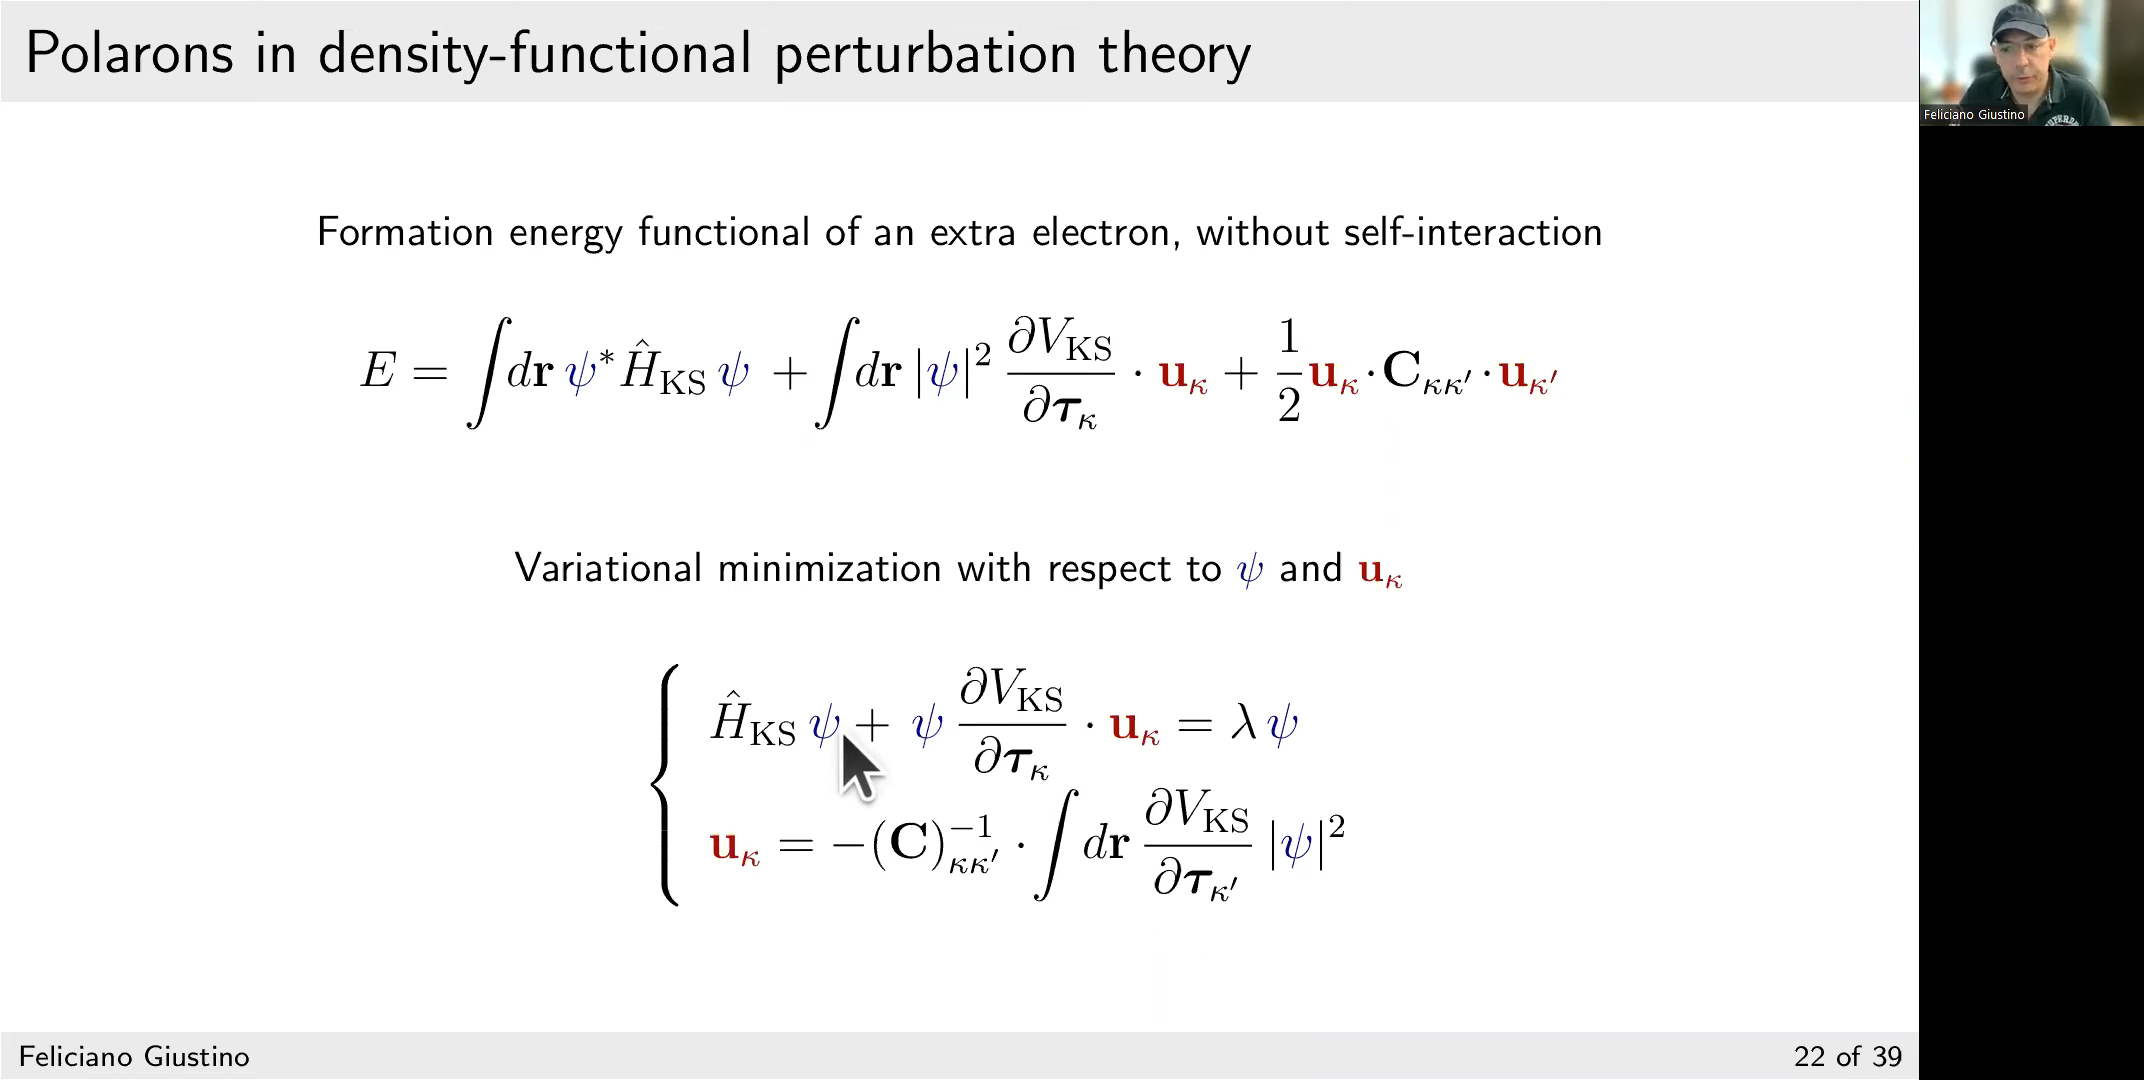 Polarons in density-functional perturbation theory
Feliciano Giustino
Formation energy functional of an extra electron, without self-interaction
E = ∫dr ψ* Ĥ_KS ψ + ∫dr |ψ|² ∂V_KS/∂τ_κ · u_κ + 1/2 u_κ · C_κκ′ · u_κ′
Variational minimization with respect to ψ and u_κ
Ĥ_KS ψ + ψ ∂V_KS/∂τ_κ · u_κ = λ ψ
u_κ = −(C)⁻¹_κκ′ · ∫dr ∂V_KS/∂τ_κ′ |ψ|²
Feliciano Giustino
22 of 39